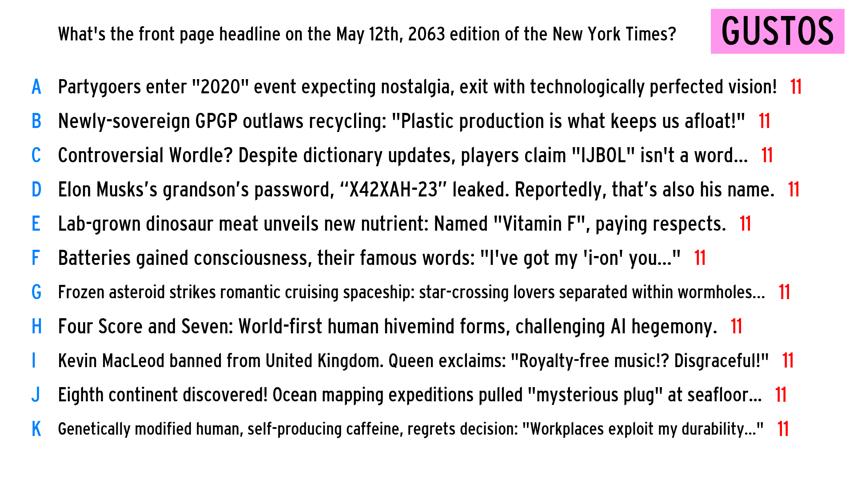 What's the front page headline on the May 12th, 2063 edition of the New York Times?
GUSTOS
A Partygoers enter "2020" event expecting nostalgia, exit with technologically perfected vision! 11
B Newly-sovereign GPGP outlaws recycling: "Plastic production is what keeps us afloat!" 11
C Controversial Wordle? Despite dictionary updates, players claim "IJBOL" isn't a word... 11
D Elon Musks's grandson's password, “X42XAH-23” leaked. Reportedly, that's also his name. 11
E Lab-grown dinosaur meat unveils new nutrient: Named "Vitamin F", paying respects. 11
F Batteries gained consciousness, their famous words: "I've got my 'i-on' you..." 11
G Frozen asteroid strikes romantic cruising spaceship: star-crossing lovers separated within wormholes... 11
H Four Score and Seven: World-first human hivemind forms, challenging AI hegemony. 11
I Kevin MacLeod banned from United Kingdom. Queen exclaims: "Royalty-free music!? Disgraceful!" 11
J Eighth continent discovered! Ocean mapping expeditions pulled "mysterious plug" at seafloor... 11
K Genetically modified human, self-producing caffeine, regrets decision: "Workplaces exploit my durability..." 11